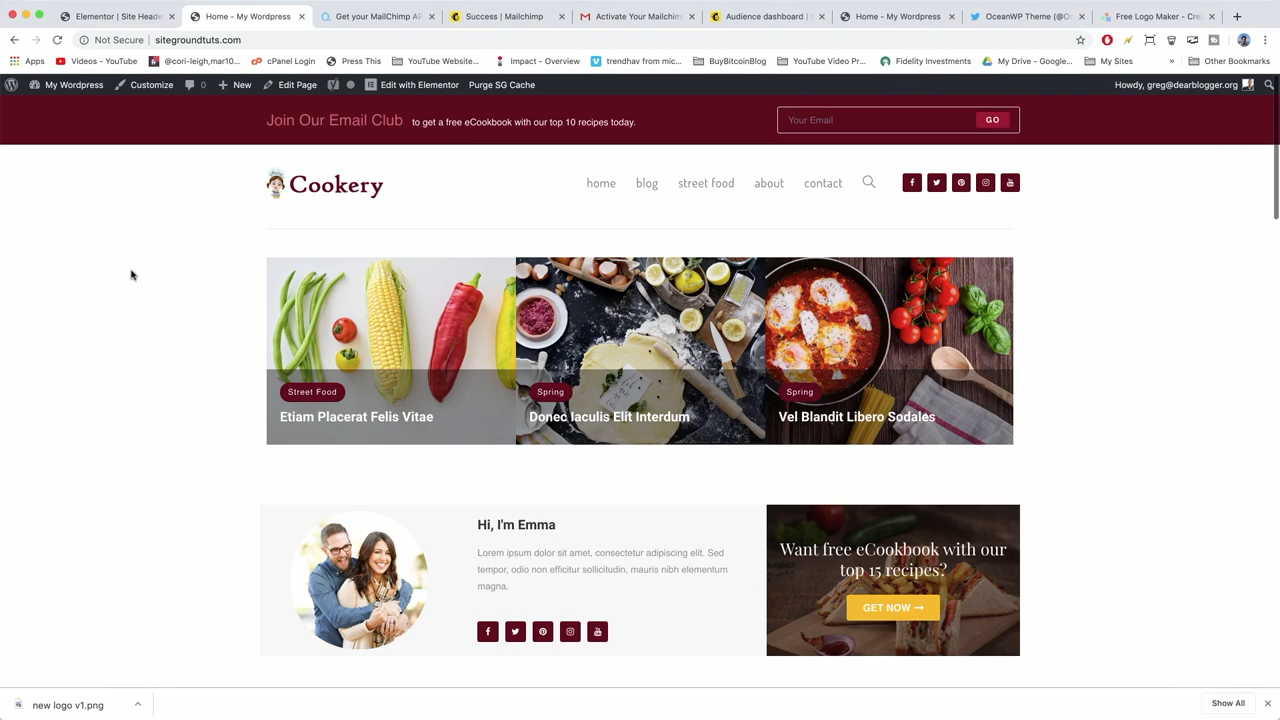 Elementor | Site Heade
Home - My Wordpress
Get your MailChimp AP
Success | Mailchimp
Activate Your Mailchim
Audience dashboard |
Home - My Wordpress
OceanWP Theme (@Oc
Free Logo Maker - Crea
Not Secure | sitegroundtuts.com
Apps
Videos - YouTube
@cori-leigh,mar10...
cPanel Login
Press This
YouTube Website...
Impact - Overview
trendhav from mic...
BuyBitcoinBlog
YouTube Video Pr...
Fidelity Investments
My Drive - Google...
My Sites
»
Other Bookmarks
My Wordpress
Customize
0
New
Edit Page
Edit with Elementor
Purge SG Cache
Howdy, greg@dearblogger.org
Join Our Email Club to get a free eCookbook with our top 10 recipes today.
Your Email
GO
Cookery
home
blog
street food
about
contact
Street Food
Etiam Placerat Felis Vitae
Spring
Donec Iaculis Elit Interdum
Spring
Vel Blandit Libero Sodales
Hi, I'm Emma
Lorem ipsum dolor sit amet, consectetur adipiscing elit. Sed
tempor, odio non efficitur sollicitudin, mauris nibh elementum
magna.
Want free eCookbook with our
top 15 recipes?
GET NOW →
new logo v1.png
Show All